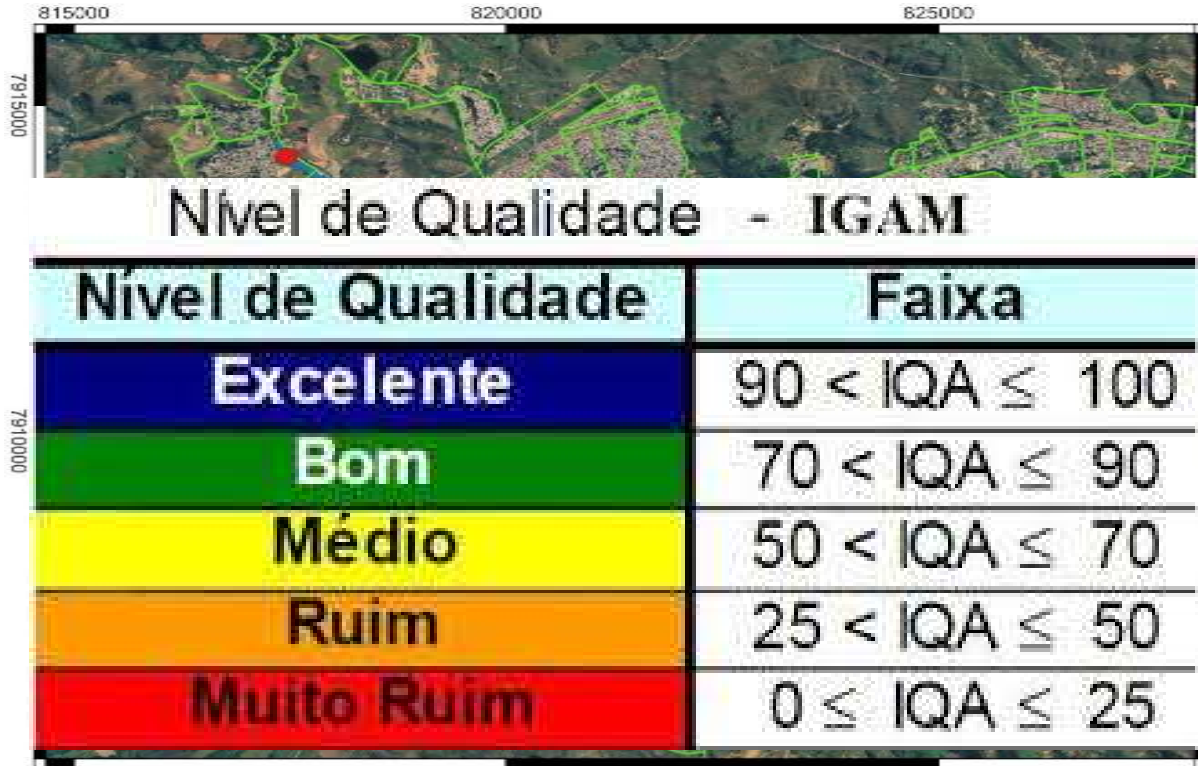 815000 820000 825000
7915000
Nível de Qualidade - IGAM
Nível de Qualidade Faixa
Excelente 90 < IQA ≤ 100
7910000
Bom 70 < IQA ≤ 90
Médio 50 < IQA ≤ 70
Ruim 25 < IQA ≤ 50
Muito Ruim 0 ≤ IQA ≤ 25